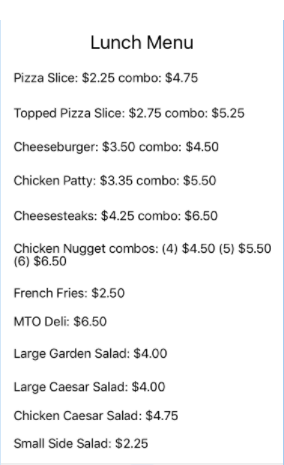 Lunch Menu
Pizza Slice: $2.25 combo: $4.75
Topped Pizza Slice: $2.75 combo: $5.25
Cheeseburger: $3.50 combo: $4.50
Chicken Patty: $3.35 combo: $5.50
Cheesesteaks: $4.25 combo: $6.50
Chicken Nugget combos: (4) $4.50 (5) $5.50
(6) $6.50
French Fries: $2.50
MTO Deli: $6.50
Large Garden Salad: $4.00
Large Caesar Salad: $4.00
Chicken Caesar Salad: $4.75
Small Side Salad: $2.25